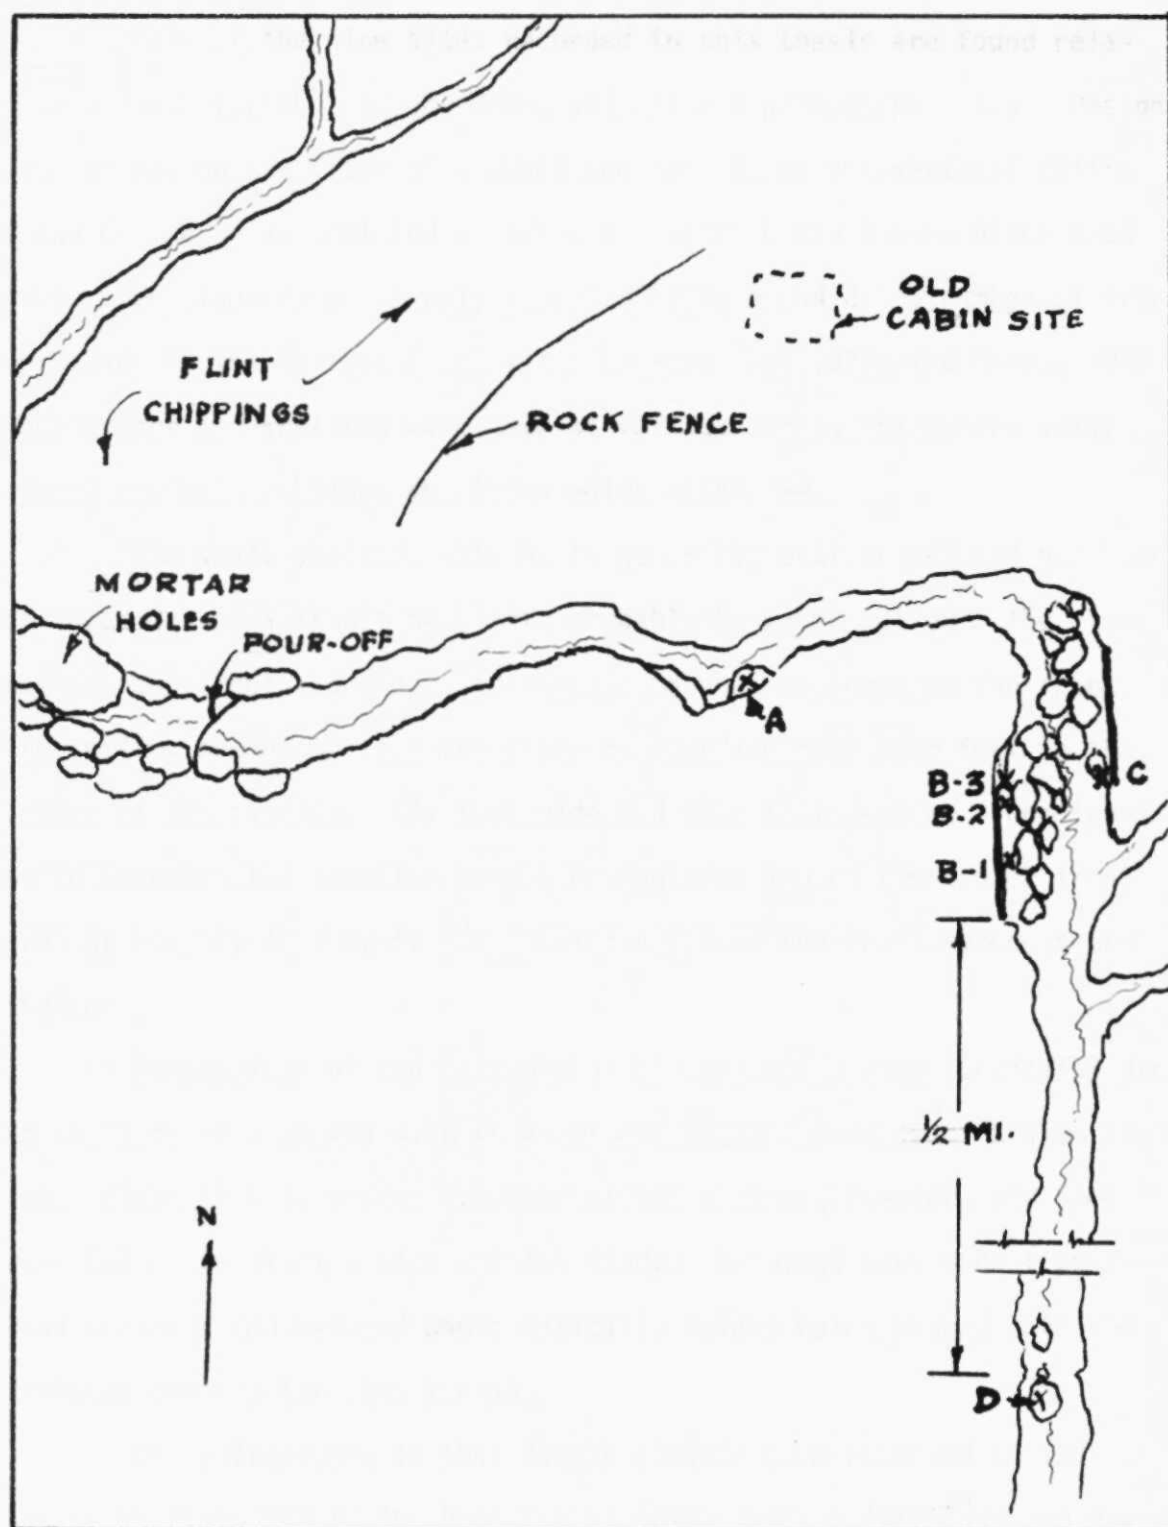 OLD
CABIN SITE
FLINT
CHIPPINGS
ROCK FENCE
MORTAR
HOLES
POUR-OFF
A
B-3
C
B-2
B-1
½ MI.
N
D